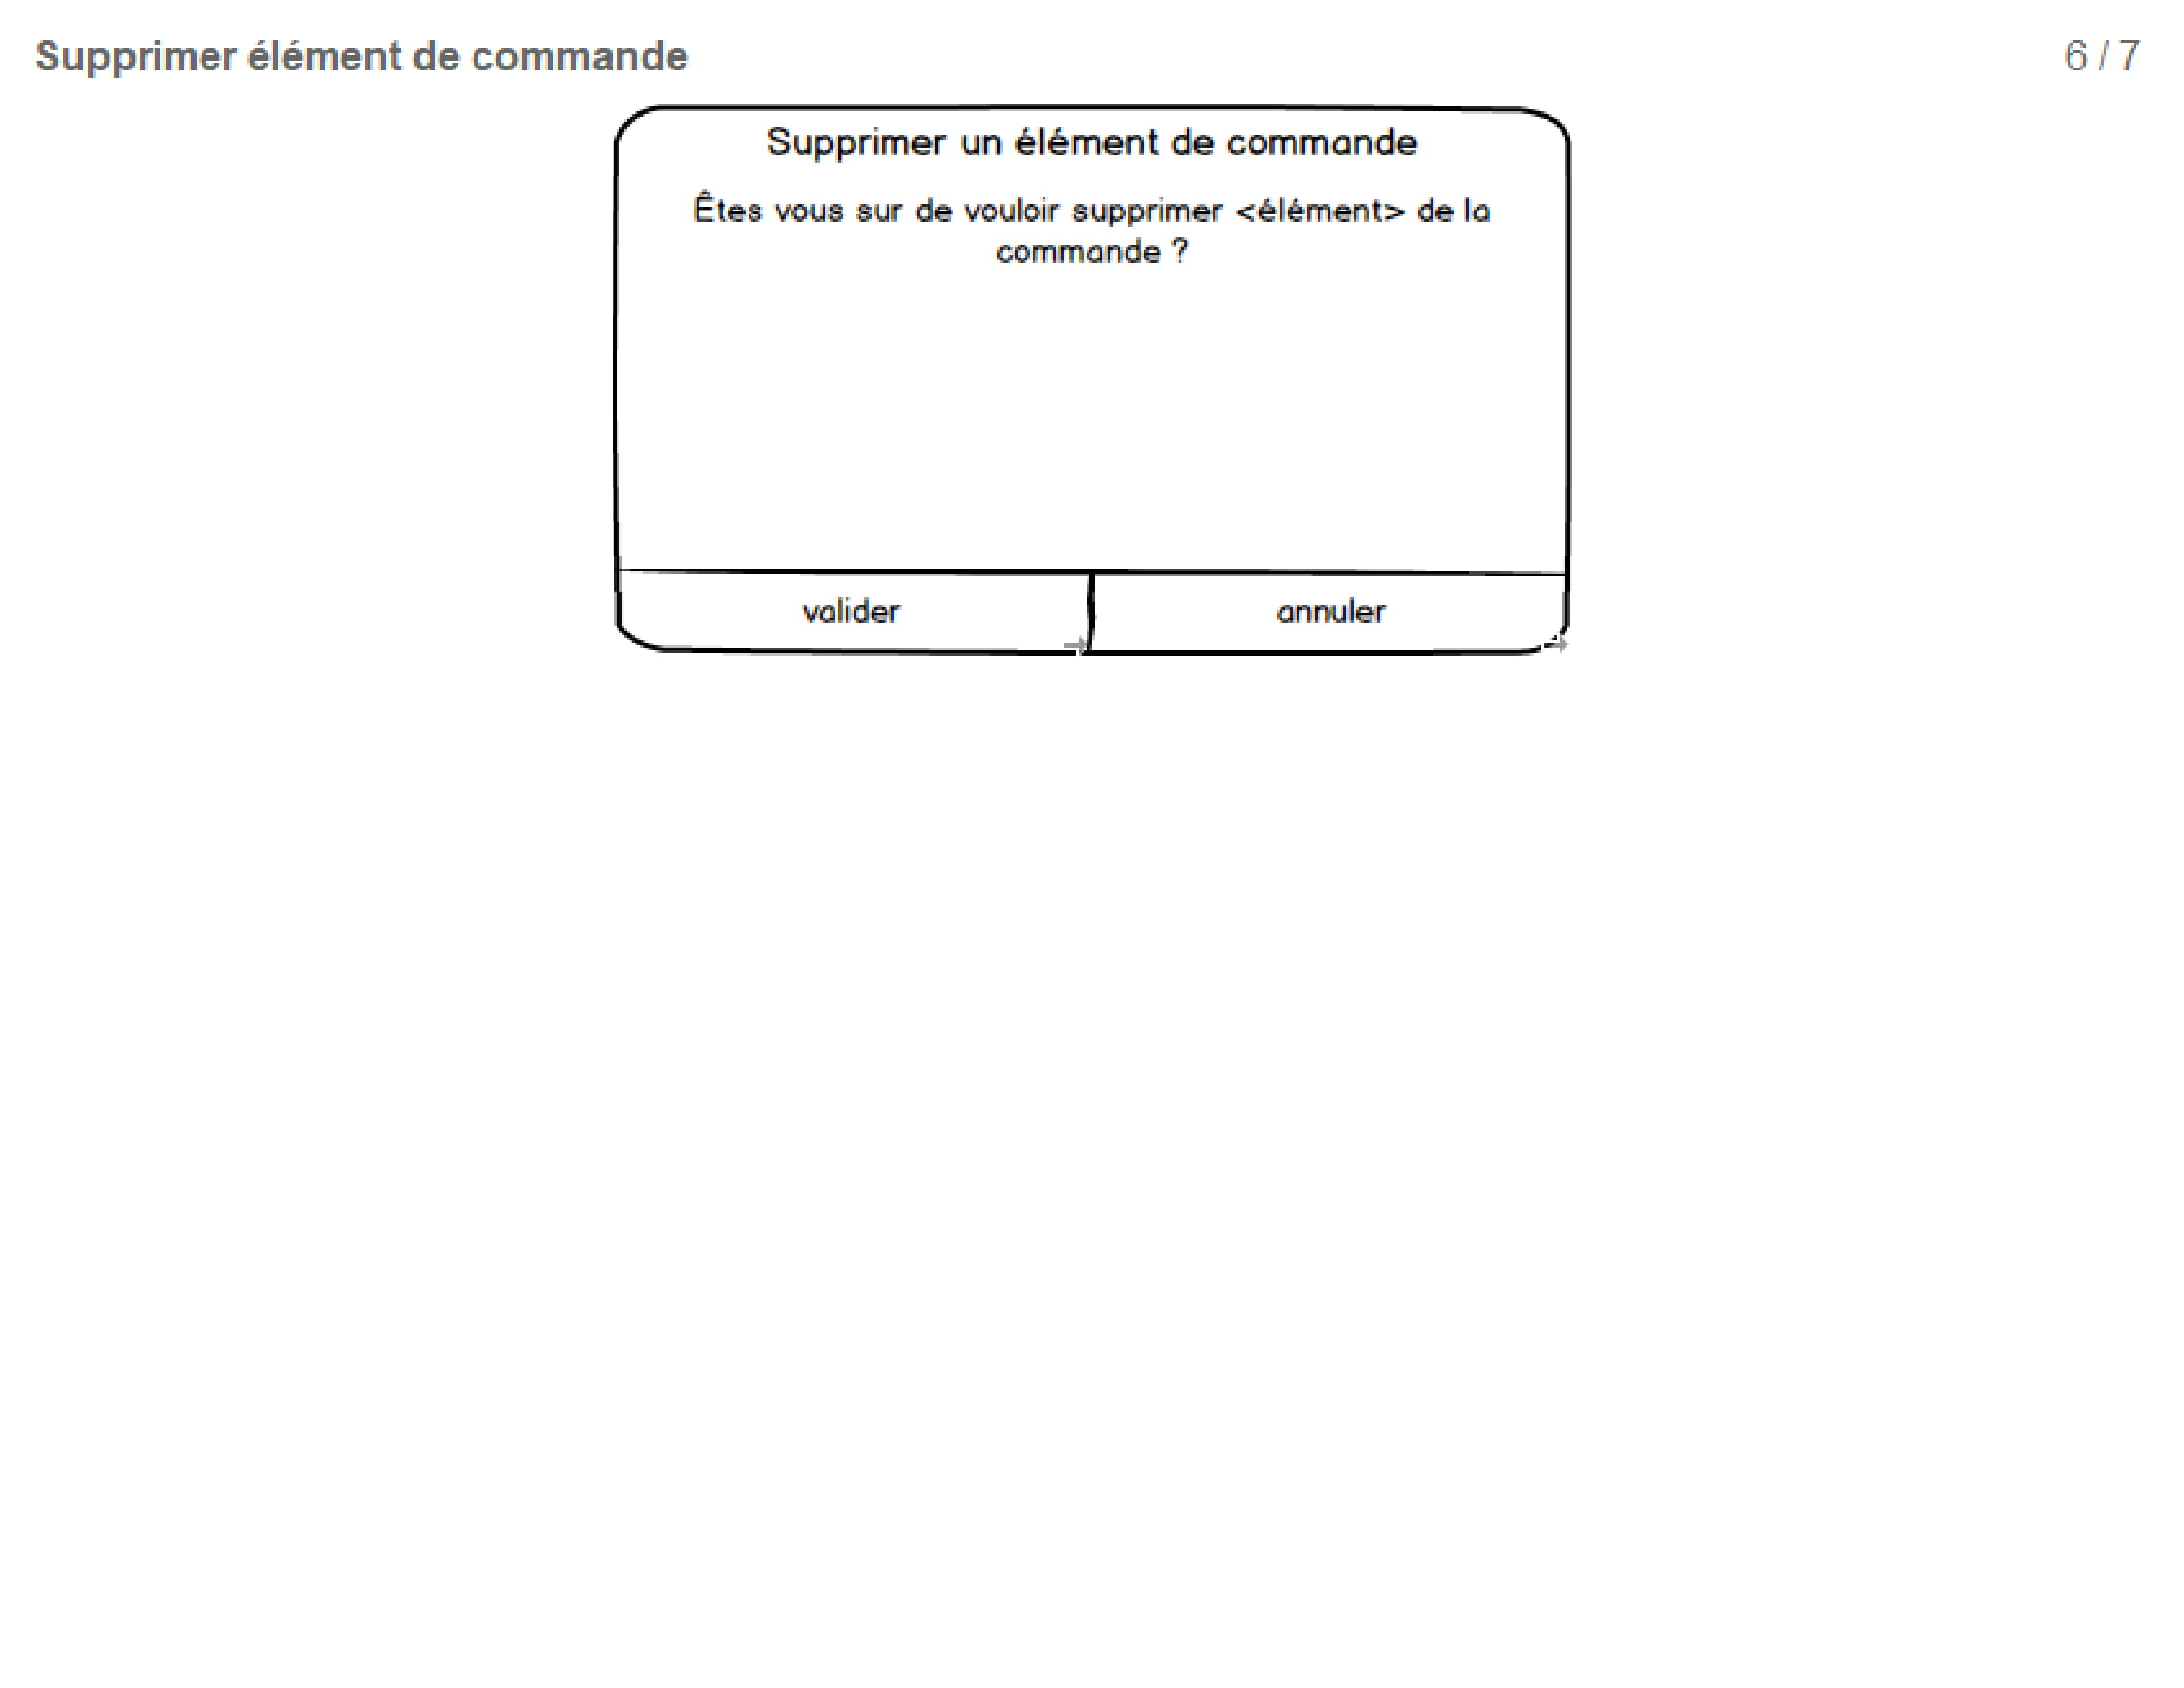 Supprimer élément de commande
6 / 7
Supprimer un élément de commande
Êtes vous sur de vouloir supprimer <élément> de la
commande ?
valider
annuler